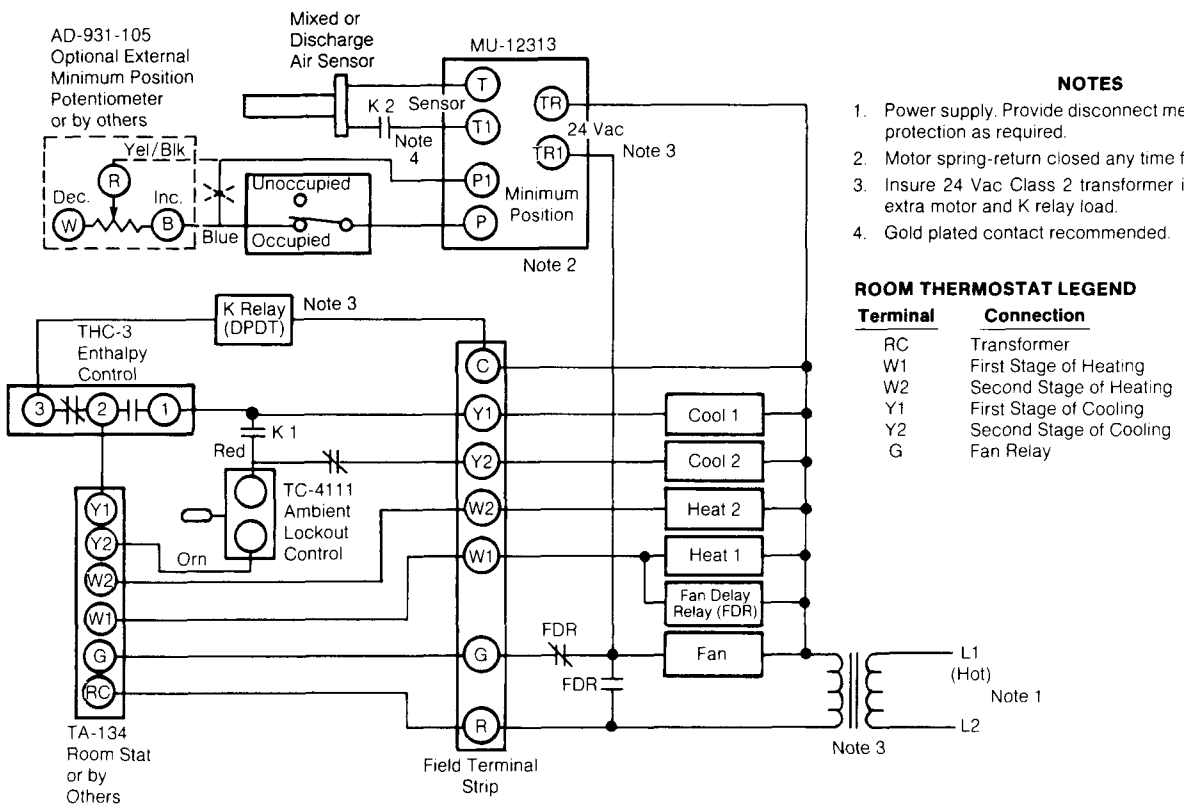 AD-931-105
Optional External
Minimum Position
Potentiometer
or by others
Mixed or
Discharge
Air Sensor
MU-12313
T
K 2
Sensor
T1
Note
4
TR
24 Vac
TR1
Note 3
Yel/Blk
R
Dec.
Inc.
W
B
Blue
Unoccupied
Occupied
P1
Minimum
Position
P
Note 2
NOTES
1. Power supply. Provide disconnect me
protection as required.
2. Motor spring-return closed any time f
3. Insure 24 Vac Class 2 transformer i
extra motor and K relay load.
4. Gold plated contact recommended.
ROOM THERMOSTAT LEGEND
Terminal Connection
RC Transformer
W1 First Stage of Heating
W2 Second Stage of Heating
Y1 First Stage of Cooling
Y2 Second Stage of Cooling
G Fan Relay
K Relay
(DPDT)
Note 3
THC-3
Enthalpy
Control
3
2
1
K 1
Red
TC-4111
Ambient
Lockout
Control
Orn
Y1
Y2
W2
W1
G
RC
TA-134
Room Stat
or by
Others
C
Y1
Y2
W2
W1
G
R
Field Terminal
Strip
Cool 1
Cool 2
Heat 2
Heat 1
Fan Delay
Relay (FDR)
Fan
FDR
FDR
L1
(Hot)
Note 1
L2
Note 3